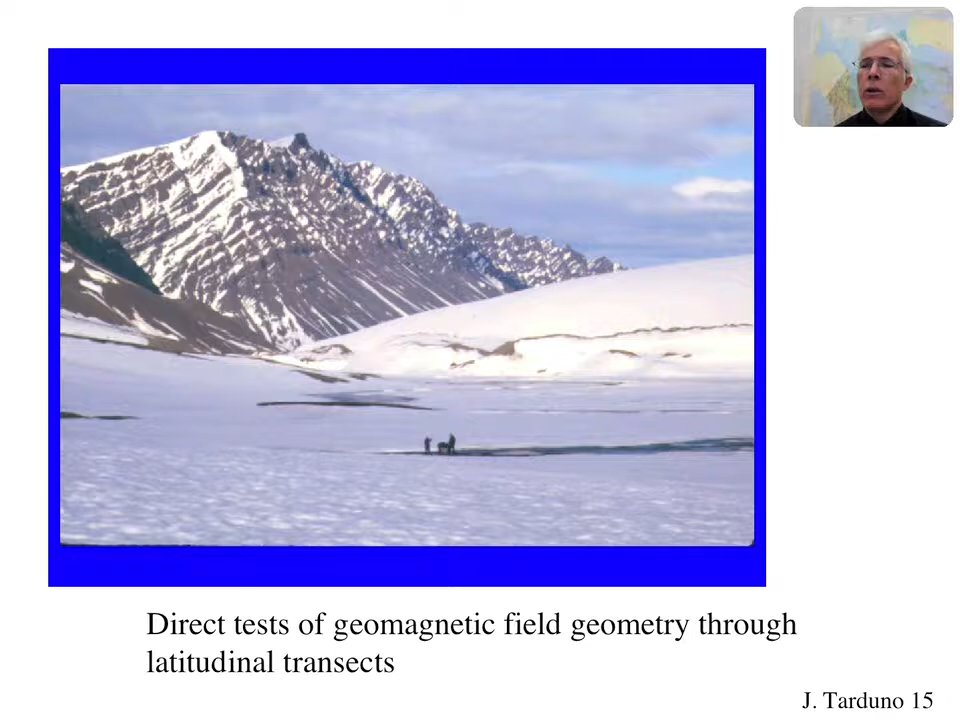 Direct tests of geomagnetic field geometry through
latitudinal transects
J. Tarduno 15